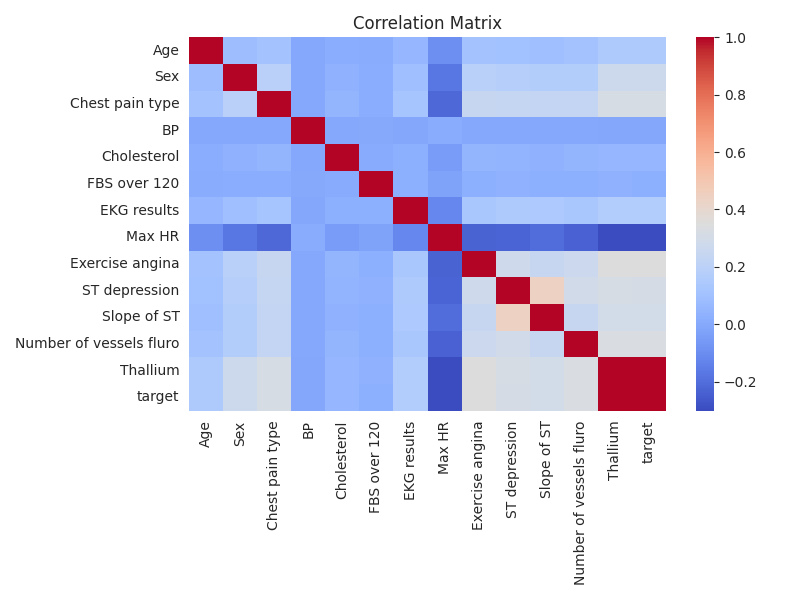 Correlation Matrix
Age
Sex
Chest pain type
BP
Cholesterol
FBS over 120
EKG results
Max HR
Exercise angina
ST depression
Slope of ST
Number of vessels fluro
Thallium
target
Age
Sex
Chest pain type
BP
Cholesterol
FBS over 120
EKG results
Max HR
Exercise angina
ST depression
Slope of ST
Number of vessels fluro
Thallium
target
1.0
0.8
0.6
0.4
0.2
0.0
−0.2